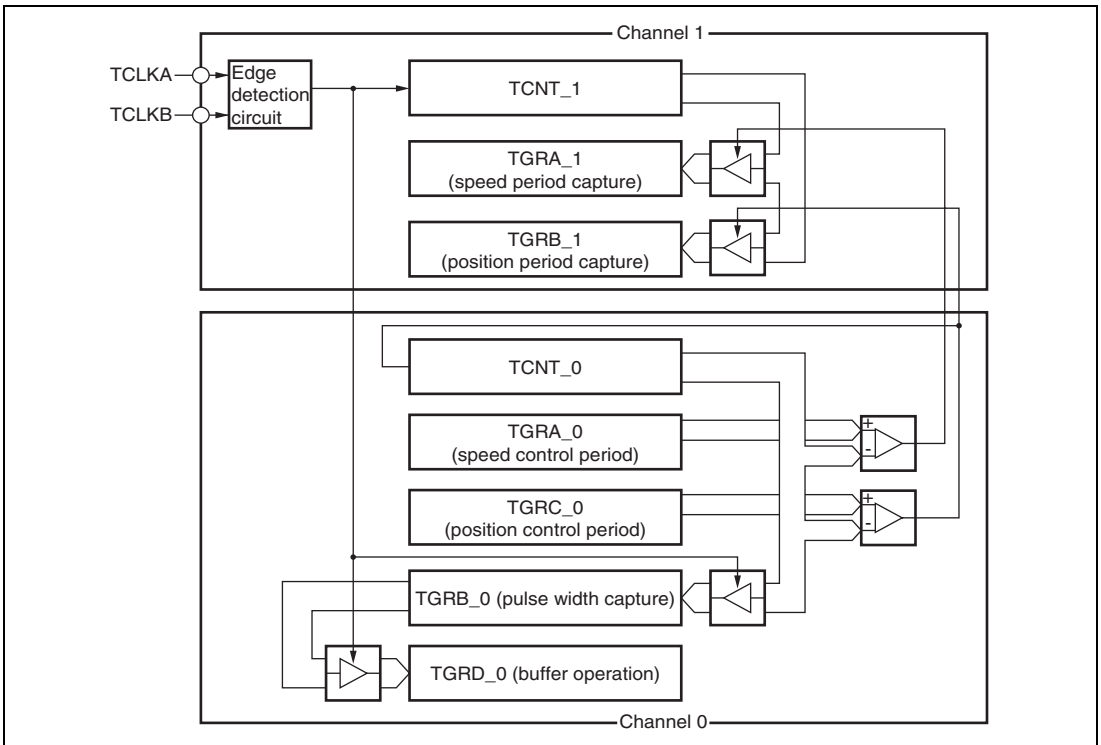 Channel 1
TCLKA
TCLKB
Edge
detection
circuit
TCNT_1
TGRA_1
(speed period capture)
TGRB_1
(position period capture)
TCNT_0
TGRA_0
(speed control period)
+
-
TGRC_0
(position control period)
+
-
TGRB_0 (pulse width capture)
TGRD_0 (buffer operation)
Channel 0